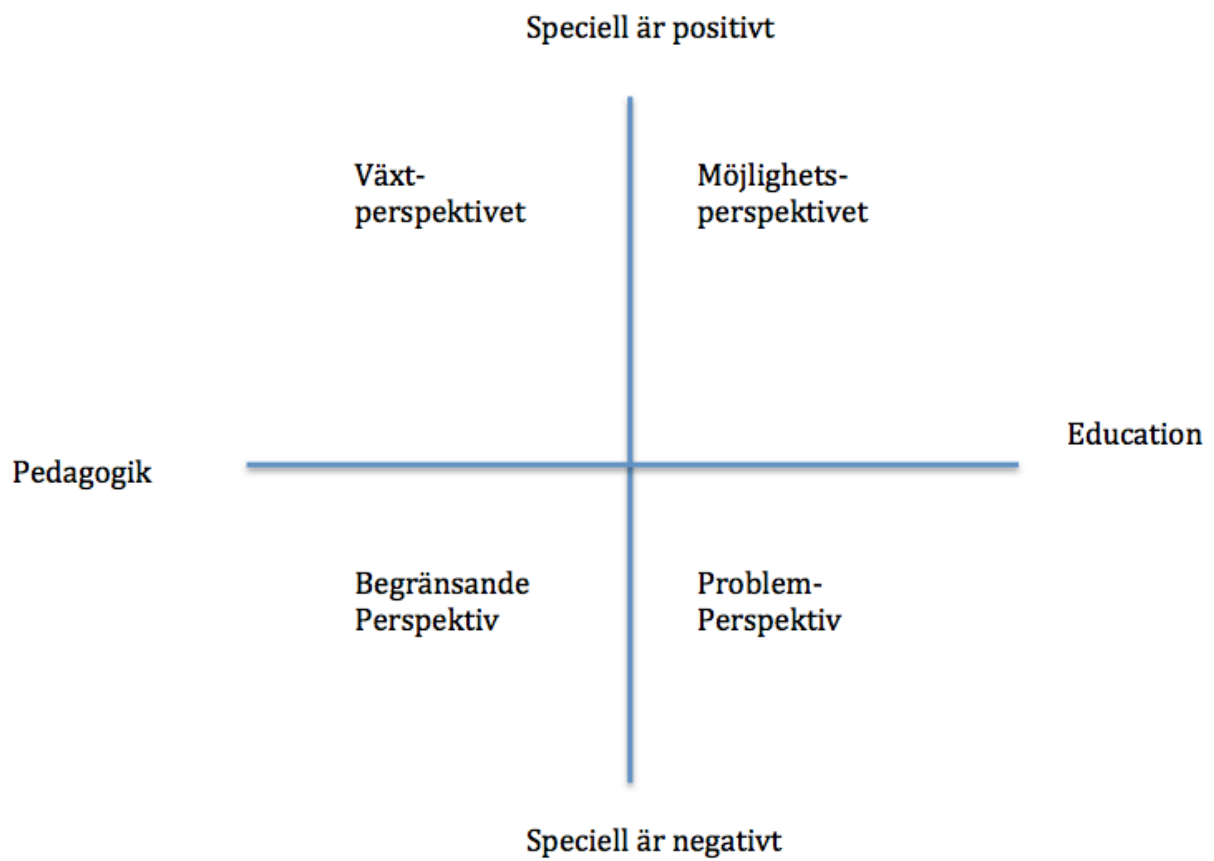 Speciell är positivt
Växt-
perspektivet
Möjlighets-
perspektivet
Education
Pedagogik
Begränsande
Perspektiv
Problem-
Perspektiv
Speciell är negativt